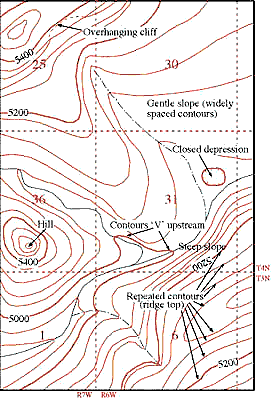 Overhanging cliff
5400
25
30
5200
Gentle slope (widely
spaced contours)
Closed depression
36
31
Hill
Contours 'V' upstream
Steep slope
5400
5200
T4N
T3N
Repeated contours
(ridge top)
5000
1
6
5200
R7W R6W